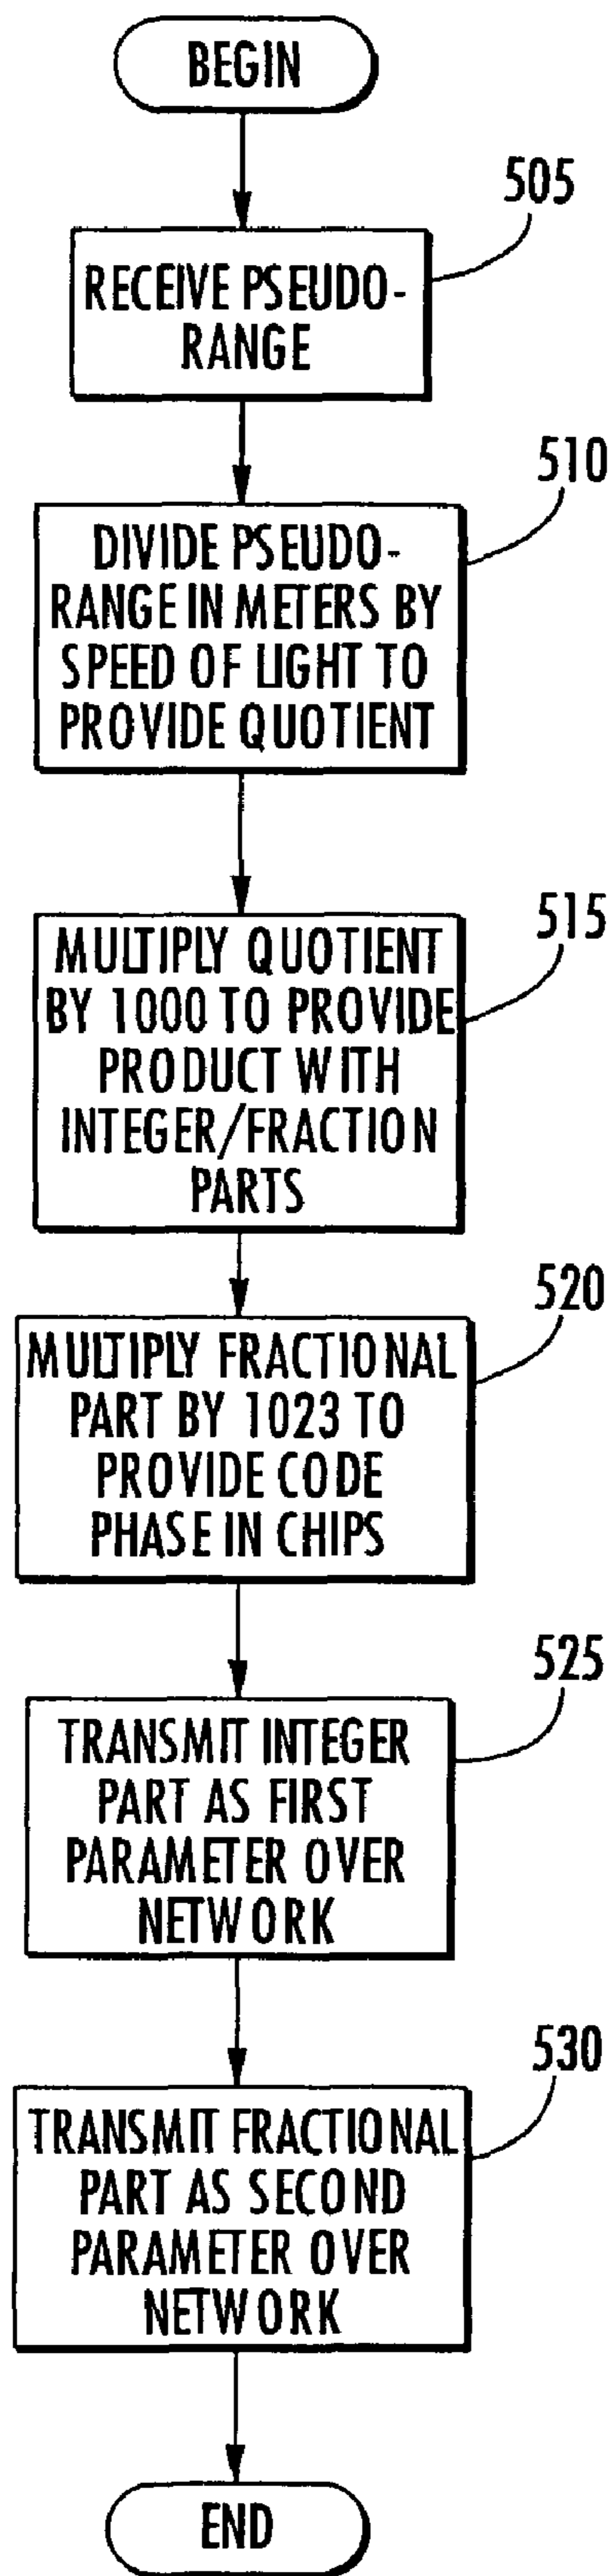 BEGIN
505
RECEIVE PSEUDO-
RANGE
510
DIVIDE PSEUDO-
RANGE IN METERS BY
SPEED OF LIGHT TO
PROVIDE QUOTIENT
515
MULTIPLY QUOTIENT
BY 1000 TO PROVIDE
PRODUCT WITH
INTEGER/FRACTION
PARTS
520
MULTIPLY FRACTIONAL
PART BY 1023 TO
PROVIDE CODE
PHASE IN CHIPS
525
TRANSMIT INTEGER
PART AS FIRST
PARAMETER OVER
NETWORK
530
TRANSMIT FRACTIONAL
PART AS SECOND
PARAMETER OVER
NETWORK
END